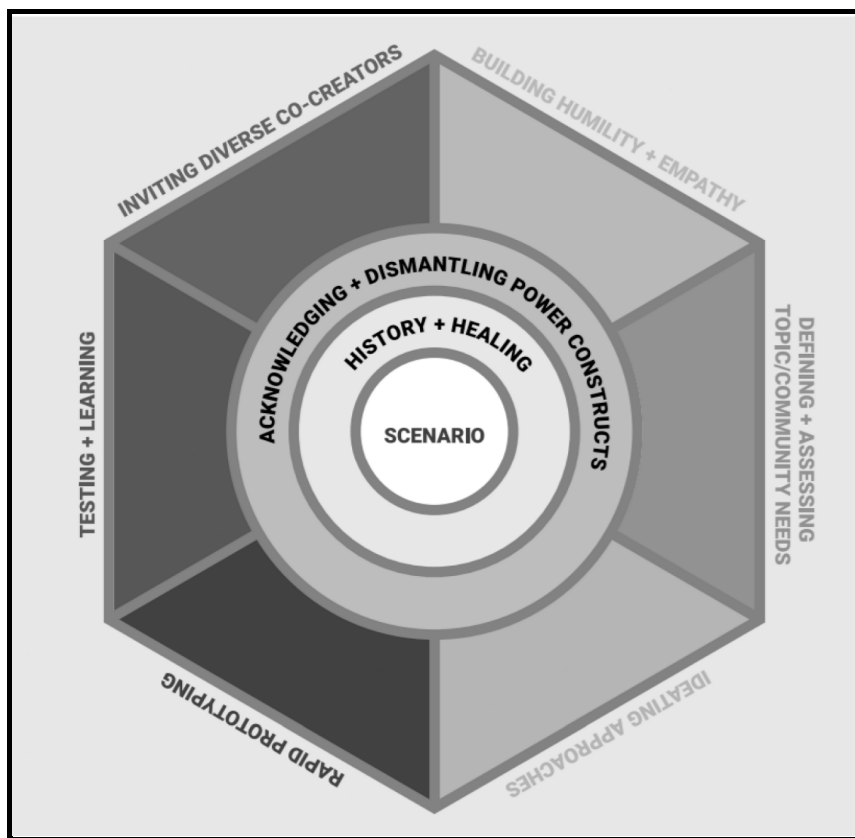 INVITING DIVERSE CO-CREATORS
BUILDING HUMILITY + EMPATHY
ACKNOWLEDGING + DISMANTLING POWER CONSTRUCTS
HISTORY + HEALING
SCENARIO
TESTING + LEARNING
DEFINING + ASSESSING
TOPIC/COMMUNITY NEEDS
RAPID PROTOTYPING
IDEATING APPROACHES